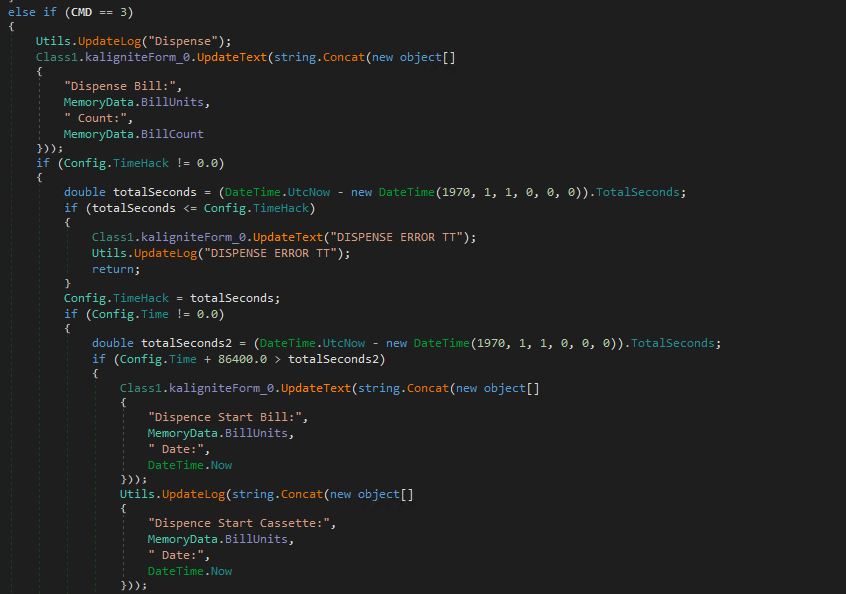 else if (CMD == 3)
{
Utils.UpdateLog("Dispense");
Class1.kaligniteForm_0.UpdateText(string.Concat(new object[]
{
"Dispense Bill:",
MemoryData.BillUnits,
" Count:",
MemoryData.BillCount
}));
if (Config.TimeHack != 0.0)
{
double totalSeconds = (DateTime.UtcNow - new DateTime(1970, 1, 1, 0, 0, 0)).TotalSeconds;
if (totalSeconds <= Config.TimeHack)
{
Class1.kaligniteForm_0.UpdateText("DISPENSE ERROR TT");
Utils.UpdateLog("DISPENSE ERROR TT");
return;
}
Config.TimeHack = totalSeconds;
if (Config.Time != 0.0)
{
double totalSeconds2 = (DateTime.UtcNow - new DateTime(1970, 1, 1, 0, 0, 0)).TotalSeconds;
if (Config.Time + 86400.0 > totalSeconds2)
{
Class1.kaligniteForm_0.UpdateText(string.Concat(new object[]
{
"Dispence Start Bill:",
MemoryData.BillUnits,
" Date:",
DateTime.Now
}));
Utils.UpdateLog(string.Concat(new object[]
{
"Dispence Start Cassette:",
MemoryData.BillUnits,
" Date:",
DateTime.Now
}));